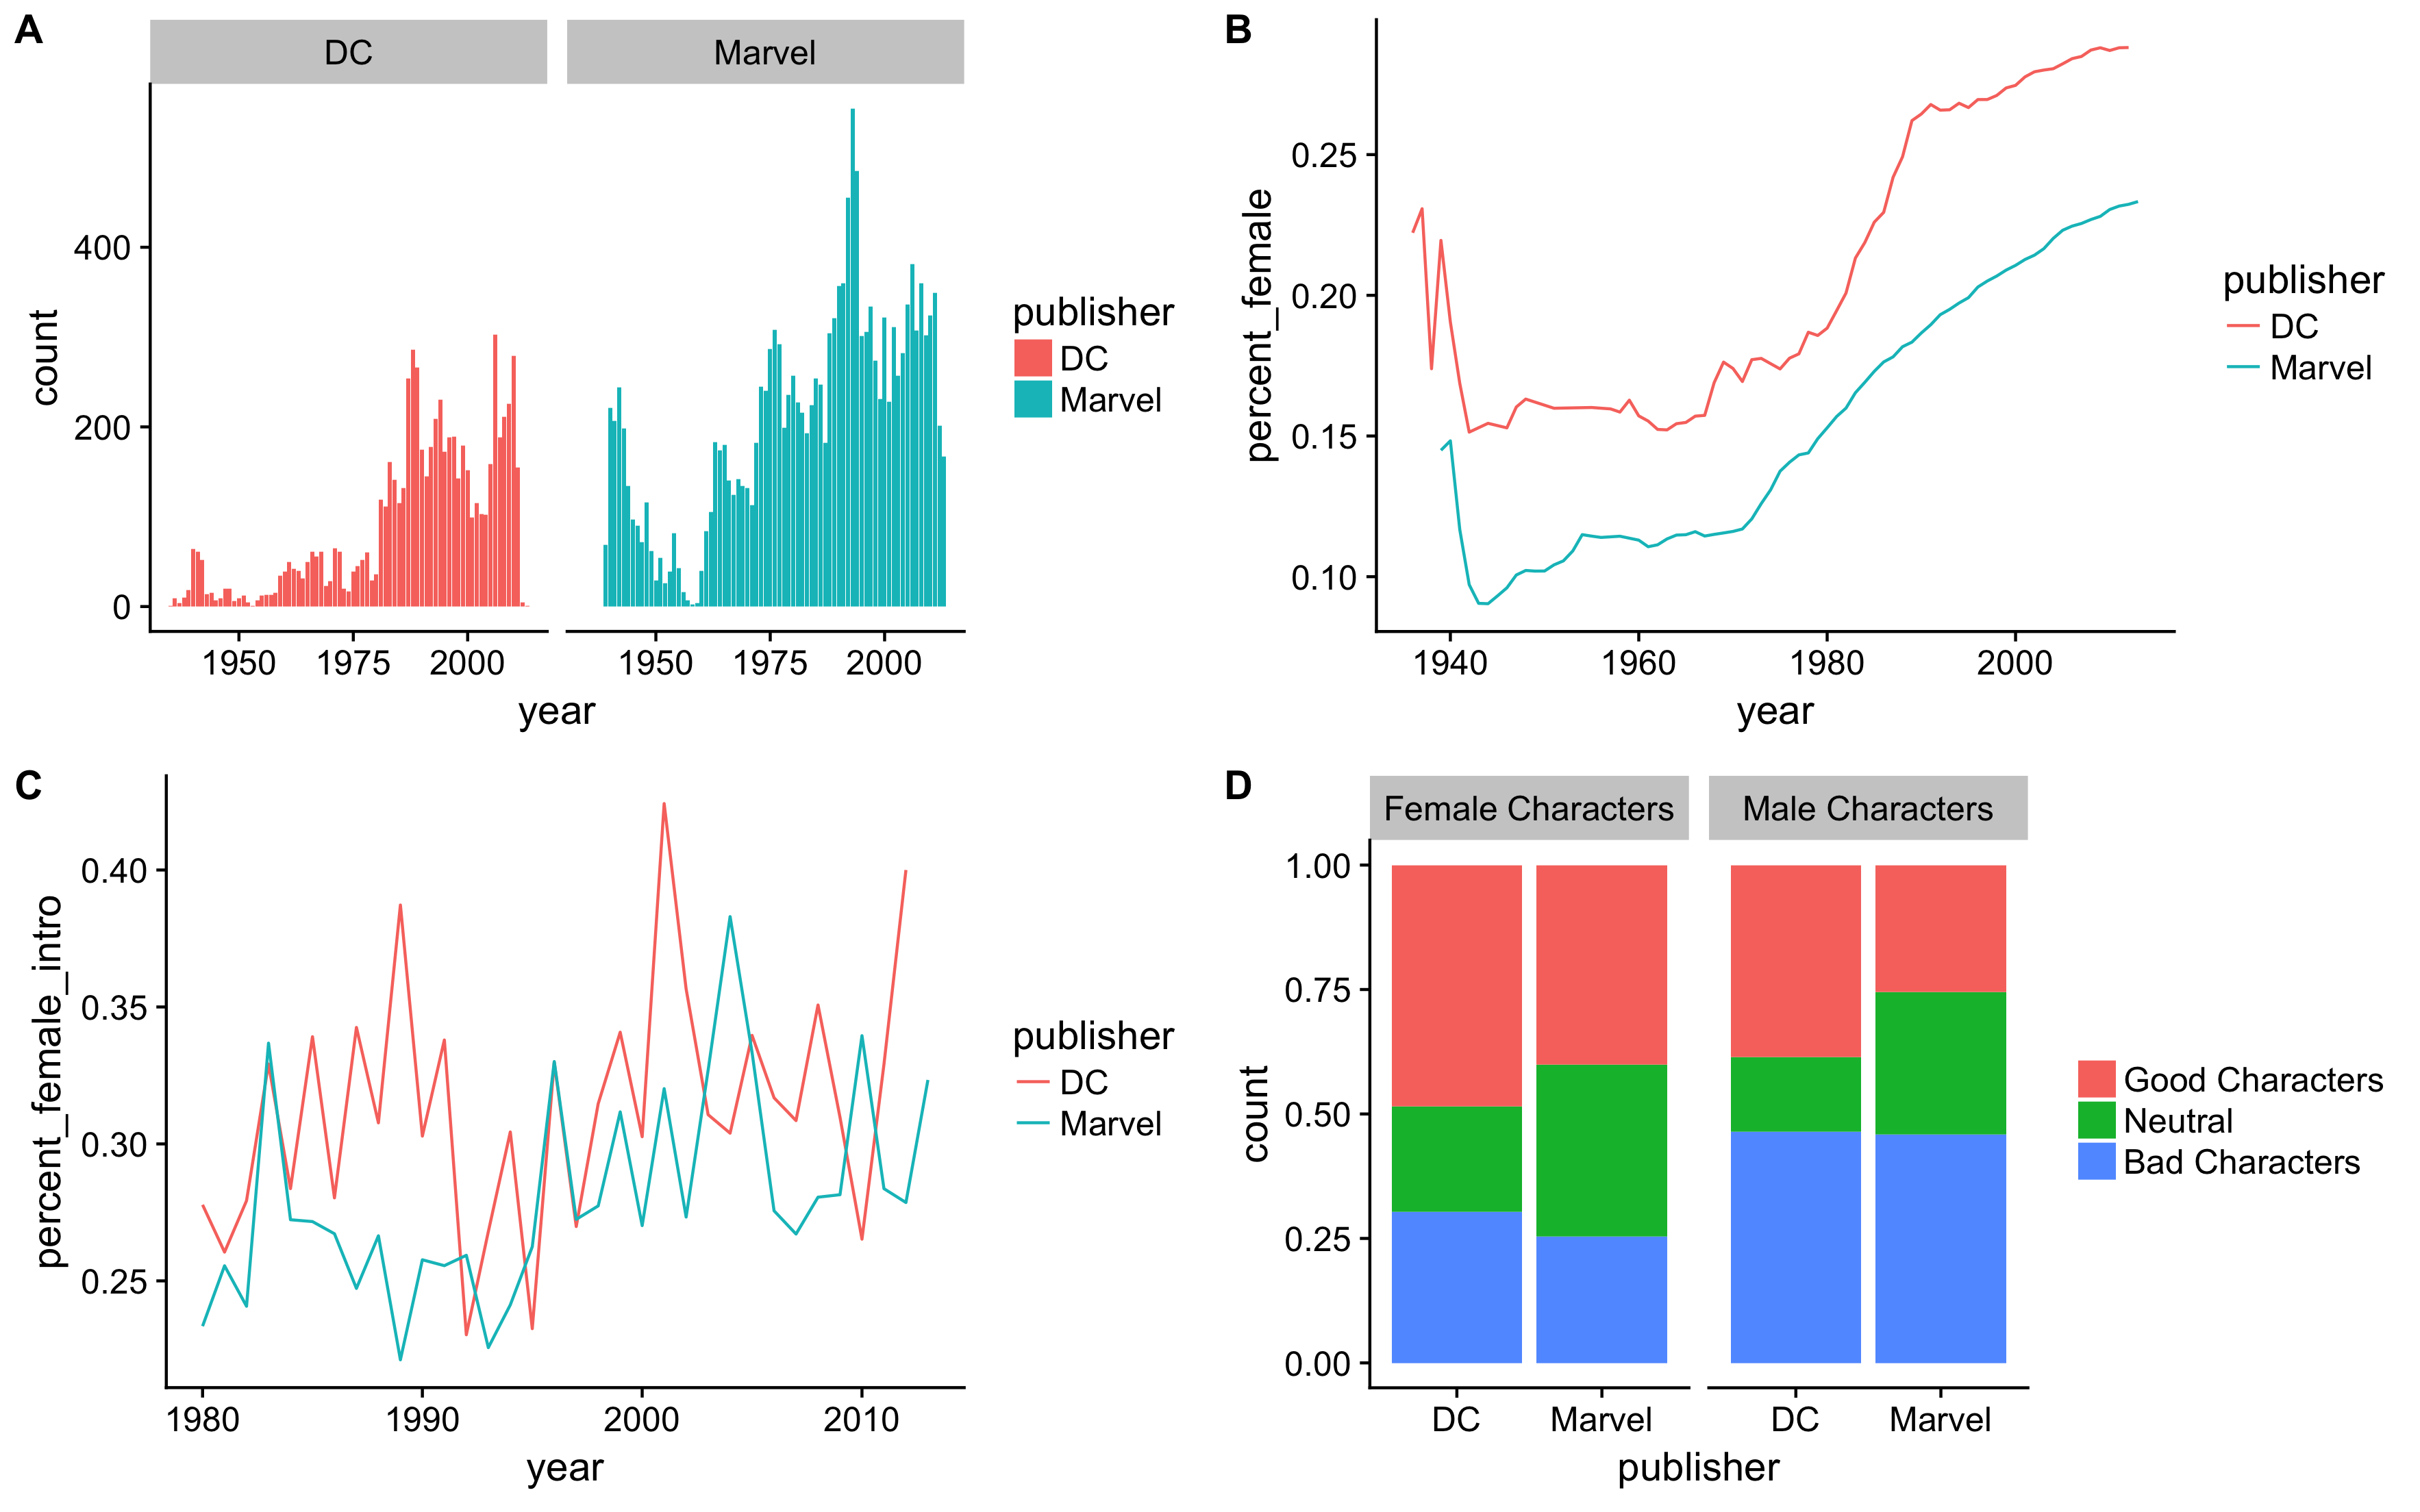 A
DC
Marvel
400
200
0
count
1950
1975
2000
1950
1975
2000
year
publisher
DC
Marvel
B
0.25
0.20
0.15
0.10
percent_female
1940
1960
1980
2000
year
publisher
DC
Marvel
C
0.40
0.35
0.30
0.25
percent_female_intro
1980
1990
2000
2010
year
publisher
DC
Marvel
D
Female Characters
Male Characters
1.00
0.75
0.50
0.25
0.00
count
DC
Marvel
DC
Marvel
publisher
Good Characters
Neutral
Bad Characters